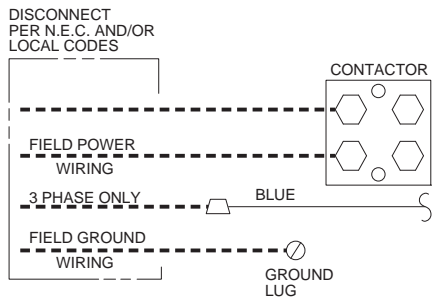 DISCONNECT
PER N.E.C. AND/OR
LOCAL CODES
CONTACTOR
FIELD POWER
WIRING
3 PHASE ONLY
BLUE
FIELD GROUND
WIRING
GROUND
LUG